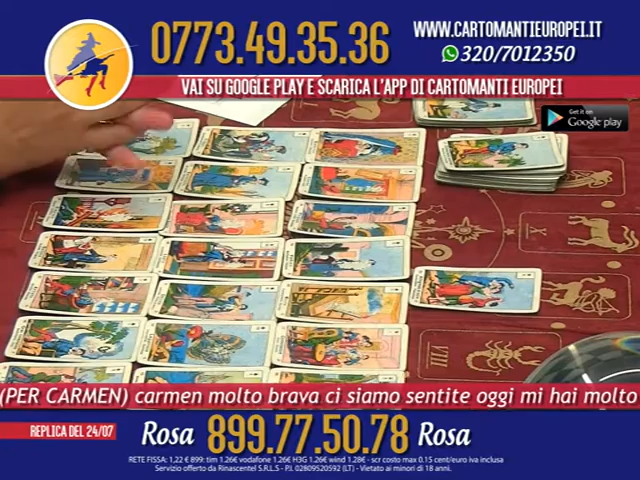 0773.49.35.36
WWW.CARTOMANTIEUROPEI.IT
320/7012350
VAI SU GOOGLE PLAY E SCARICA L'APP DI CARTOMANTI EUROPEI
Get it on
Google play
X
VIII
(PER CARMEN) carmen molto brava ci siamo sentite oggi mi hai molto
REPLICA DEL 24/07
Rosa 899.77.50.78 Rosa
RETE FISSA: 1,22 € 899: tim 1.26€ vodafone 1.26€ H3G 1.26€ wind 1.28€ - scr costo max 0.15 cent/euro iva inclusa
Servizio offerto da Rinascentel S.R.L.S - P.I. 02809520592 (LT) - Vietato ai minori di 18 anni.